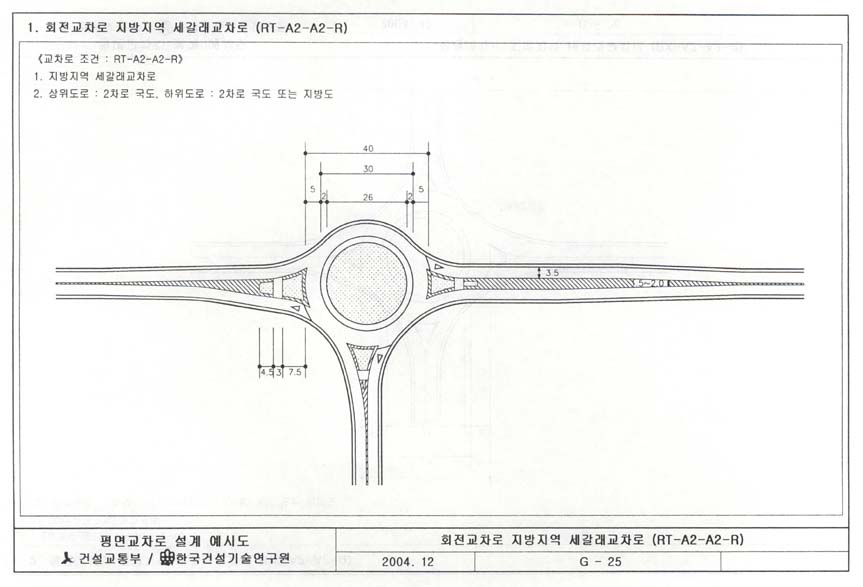 1. 회전교차로 지방지역 세갈래교차로 (RT-A2-A2-R)
《교차로 조건 : RT-A2-A2-R》
1. 지방지역 세갈래교차로
2. 상위도로 : 2차로 국도, 하위도로 : 2차로 국도 또는 지방도
40
30
5 2 26 2 5
3.5
.5~2.0
4.5 3 7.5
평면교차로 설계 예시도
건설교통부 / 한국건설기술연구원
회전교차로 지방지역 세갈래교차로 (RT-A2-A2-R)
2004. 12
G - 25